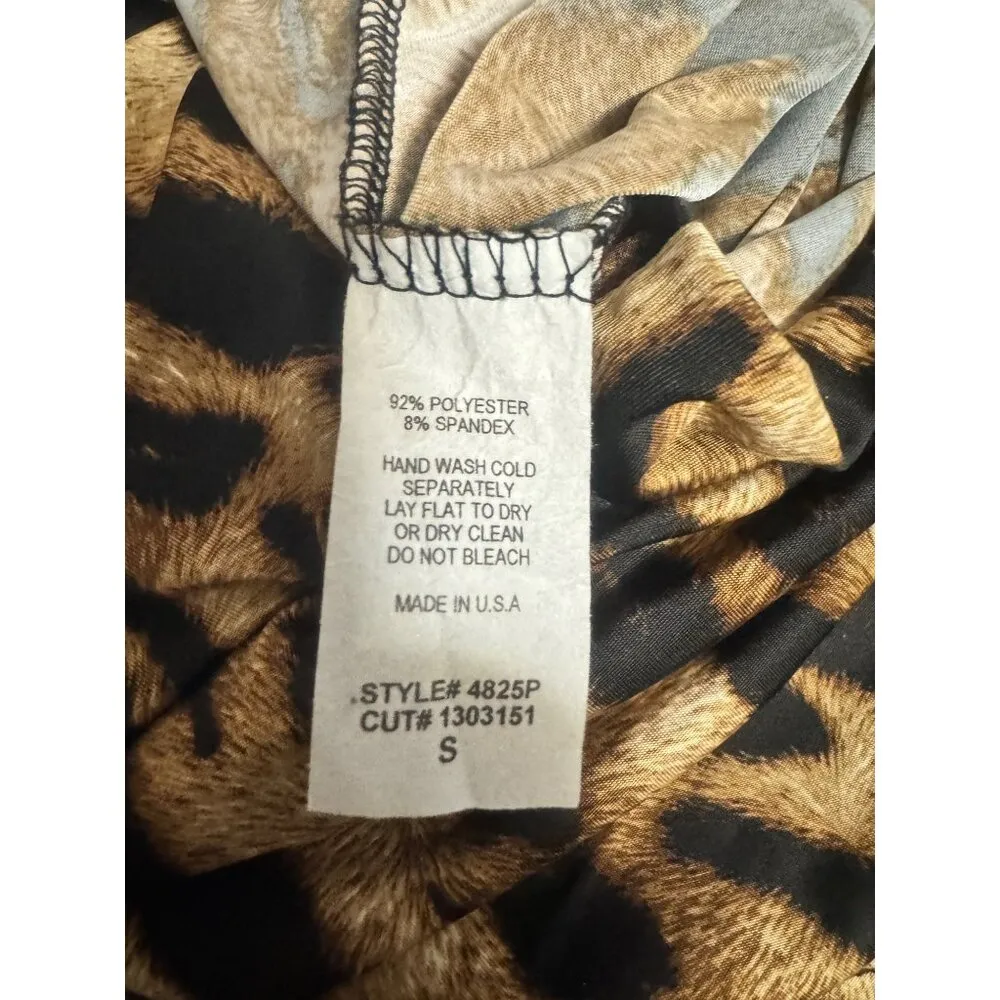 92% POLYESTER
8% SPANDEX
HAND WASH COLD
SEPARATELY
LAY FLAT TO DRY
OR DRY CLEAN
DO NOT BLEACH
MADE IN U.S.A
.STYLE# 4825P
CUT# 1303151
S